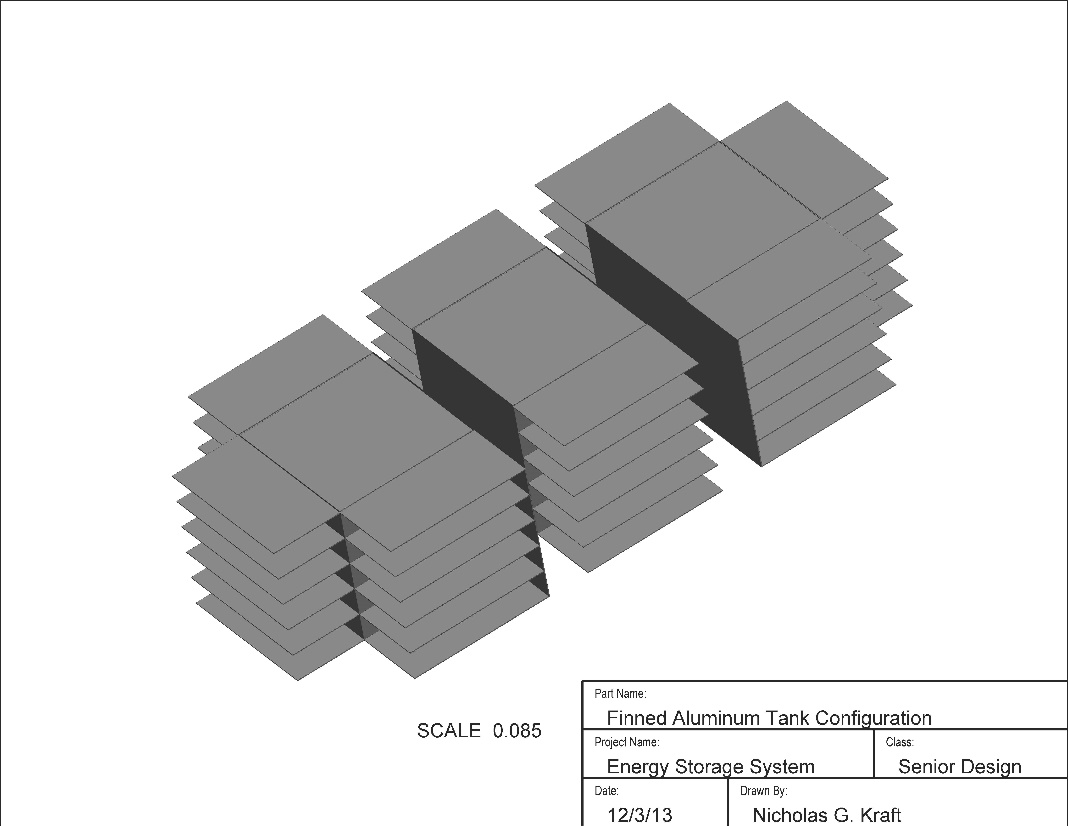 SCALE 0.085
Part Name:
Finned Aluminum Tank Configuration
Project Name:
Class:
Energy Storage System
Senior Design
Date:
Drawn By:
12/3/13
Nicholas G. Kraft